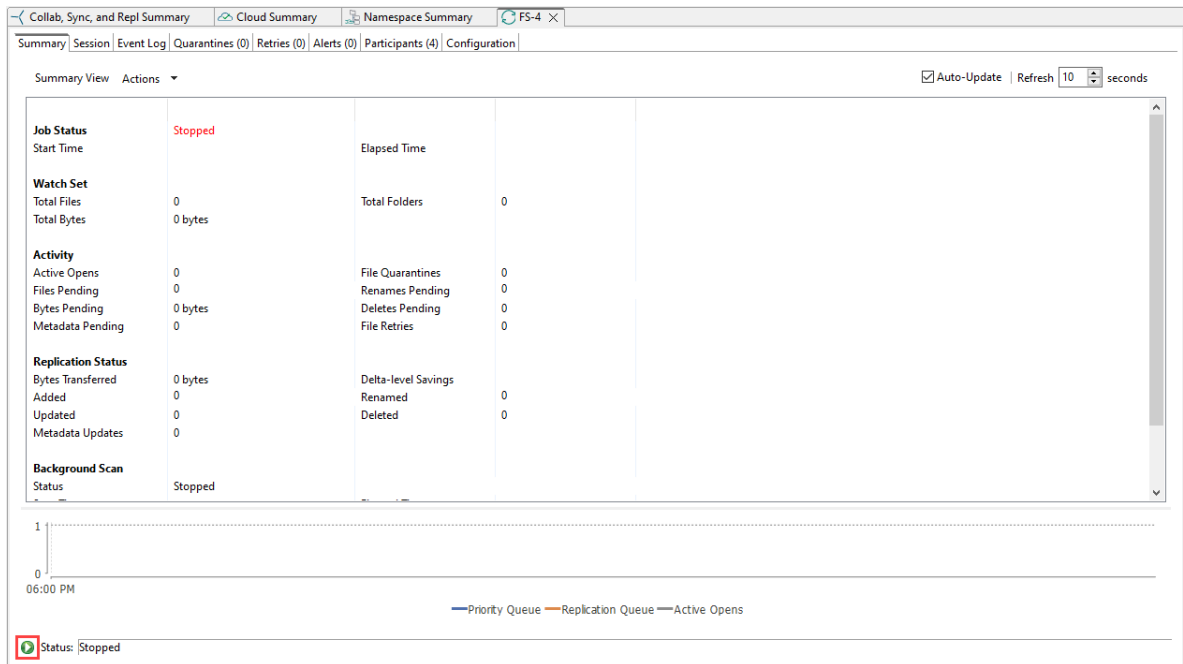 Collab, Sync, and Repl Summary Cloud Summary Namespace Summary FS-4
Summary Session Event Log Quarantines (0) Retries (0) Alerts (0) Participants (4) Configuration
Summary View Actions Auto-Update | Refresh 10 seconds
Job Status Stopped
Start Time Elapsed Time
Watch Set
Total Files 0 Total Folders 0
Total Bytes 0 bytes
Activity
Active Opens 0 File Quarantines 0
Files Pending 0 Renames Pending 0
Bytes Pending 0 bytes Deletes Pending 0
Metadata Pending 0 File Retries 0
Replication Status
Bytes Transferred 0 bytes Delta-level Savings
Added 0 Renamed 0
Updated 0 Deleted 0
Metadata Updates 0
Background Scan
Status Stopped
1
0
06:00 PM
Priority Queue Replication Queue Active Opens
Status: Stopped